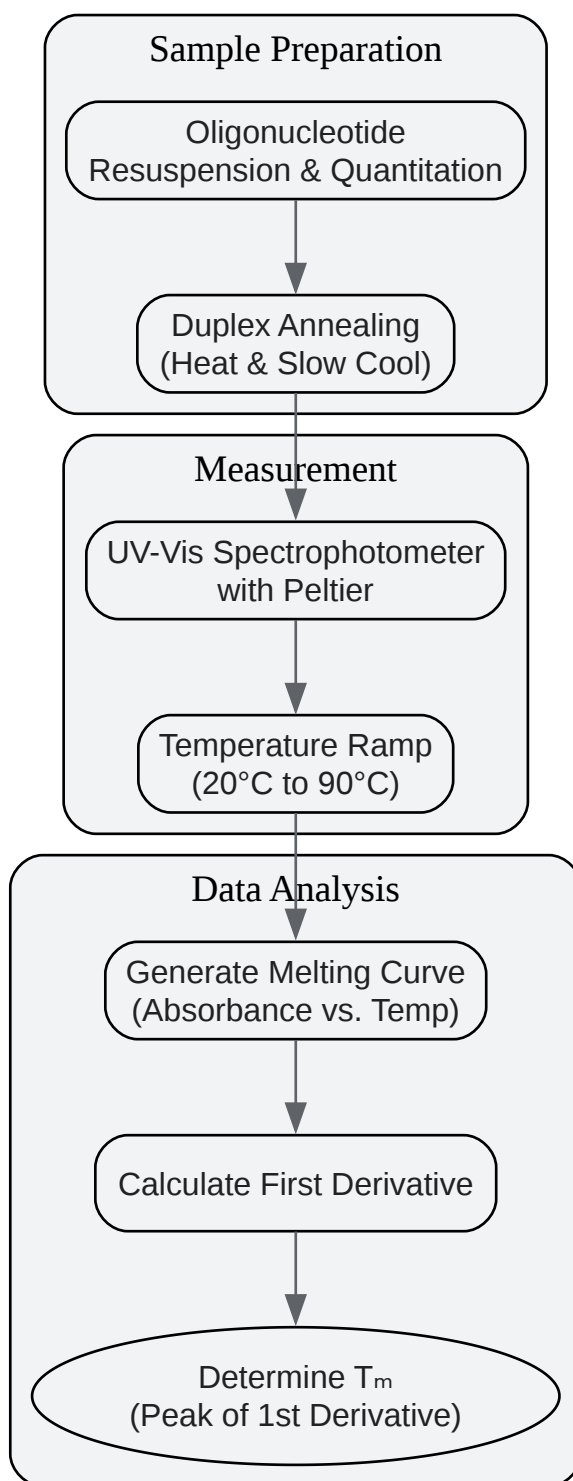 Sample Preparation
Oligonucleotide
Resuspension & Quantitation
Duplex Annealing
(Heat & Slow Cool)
Measurement
UV-Vis Spectrophotometer
with Peltier
Temperature Ramp
(20°C to 90°C)
Data Analysis
Generate Melting Curve
(Absorbance vs. Temp)
Calculate First Derivative
Determine Tₘ
(Peak of 1st Derivative)